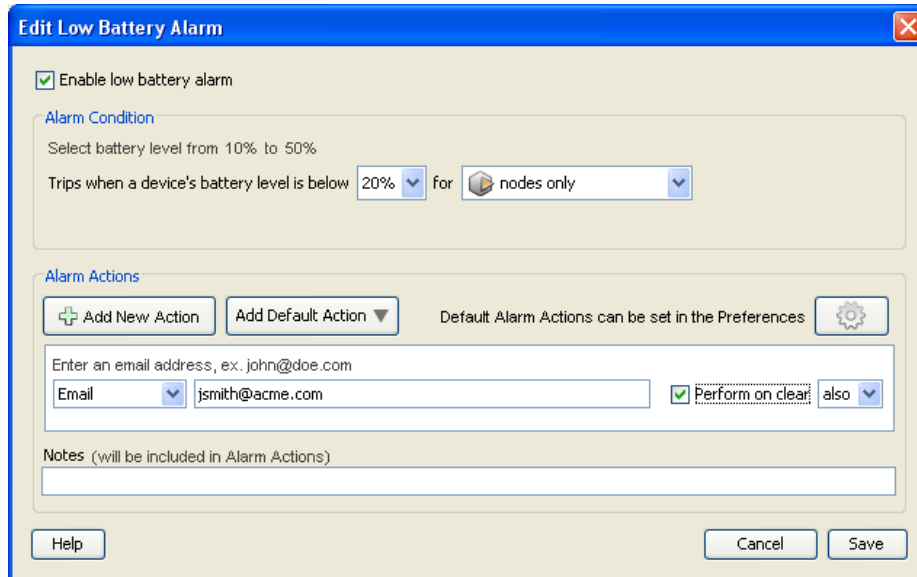 Edit Low Battery Alarm
Enable low battery alarm
Alarm Condition
Select battery level from 10% to 50%
Trips when a device's battery level is below 20% for nodes only
Alarm Actions
Add New Action Add Default Action Default Alarm Actions can be set in the Preferences
Enter an email address, ex. john@doe.com
Email jsmith@acme.com Perform on clear also
Notes (will be included in Alarm Actions)
Help Cancel Save